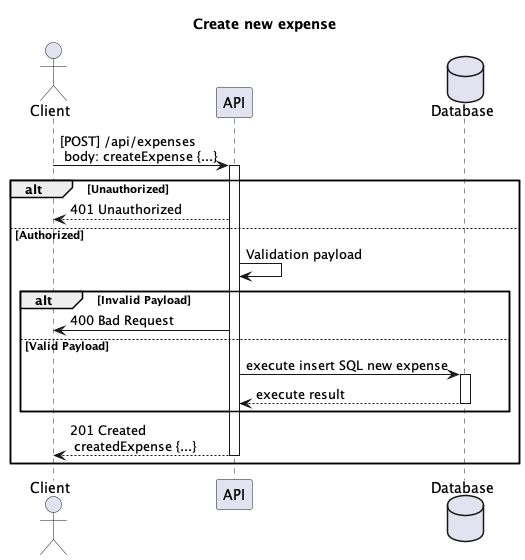 Create new expense
Client
API
Database
[POST] /api/expenses
body: createExpense {...}
alt [Unauthorized]
401 Unauthorized
[Authorized]
Validation payload
alt [Invalid Payload]
400 Bad Request
[Valid Payload]
execute insert SQL new expense
execute result
201 Created
createdExpense {...}
Client
API
Database